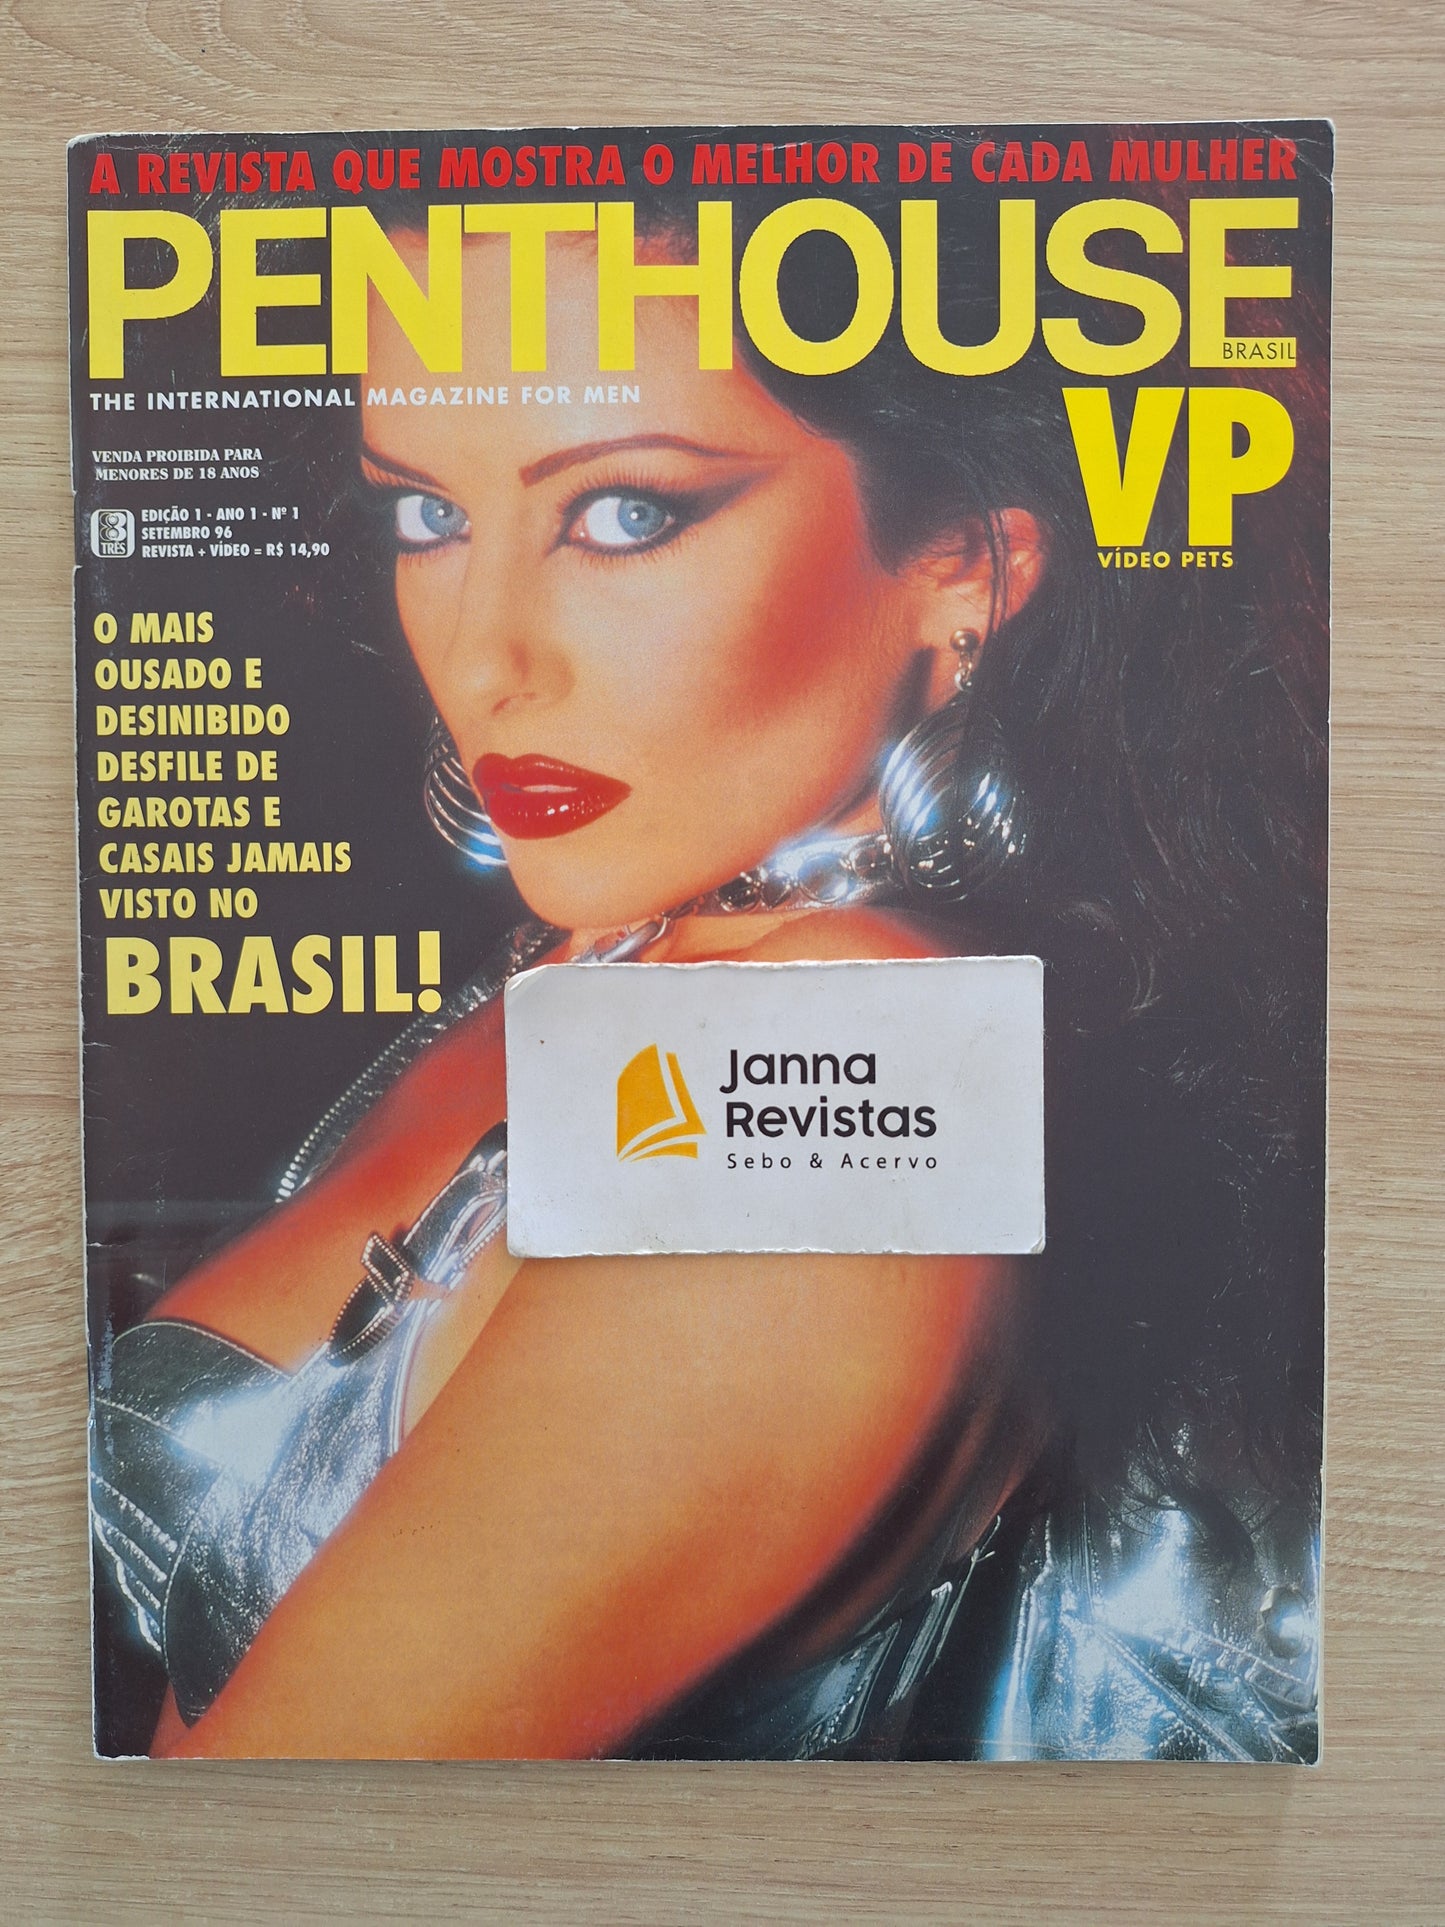 A REVISTA QUE MOSTRA O MELHOR DE CADA MULHER
PENTHOUSE
BRASIL
THE INTERNATIONAL MAGAZINE FOR MEN
VP
VÍDEO PETS
VENDA PROIBIDA PARA
MENORES DE 18 ANOS
TRÊS
EDIÇÃO 1 - ANO 1 - Nº 1
SETEMBRO 96
REVISTA + VÍDEO = R$ 14,90
O MAIS
OUSADO E
DESINIBIDO
DESFILE DE
GAROTAS E
CASAIS JAMAIS
VISTO NO
BRASIL!
Janna
Revistas
Sebo & Acervo